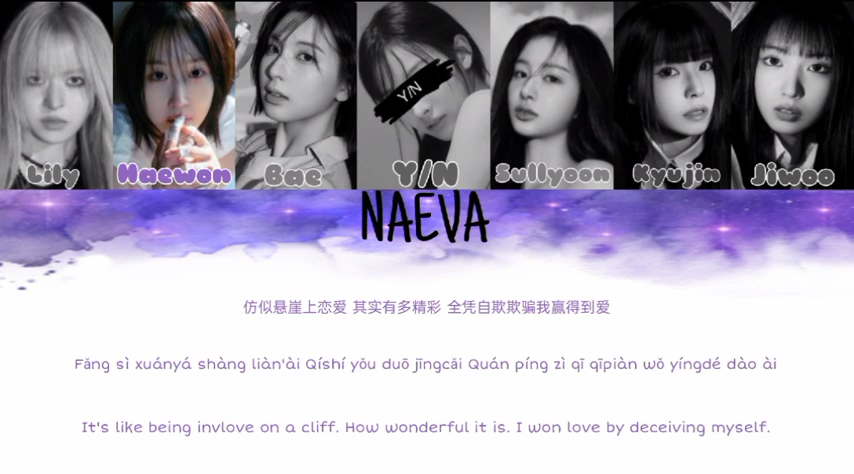 Y/N
Lily Haewon Bae Y/N Sullyoon Kyujin Jiwoo
NAEVA
仿似悬崖上恋爱 其实有多精彩 全凭自欺欺骗我赢得到爱
Fǎng sì xuányá shàng liàn'ài Qíshí yǒu duō jīngcǎi Quán píng zì qī qīpiàn wǒ yíngdé dào ài
It's like being invlove on a cliff. How wonderful it is. I won love by deceiving myself.